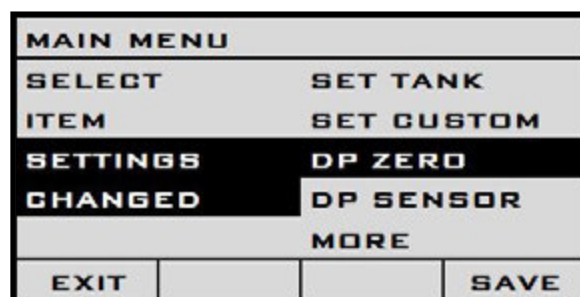 MAIN MENU
SELECT SET TANK
ITEM SET CUSTOM
SETTINGS DP ZERO
CHANGED DP SENSOR
MORE
EXIT SAVE